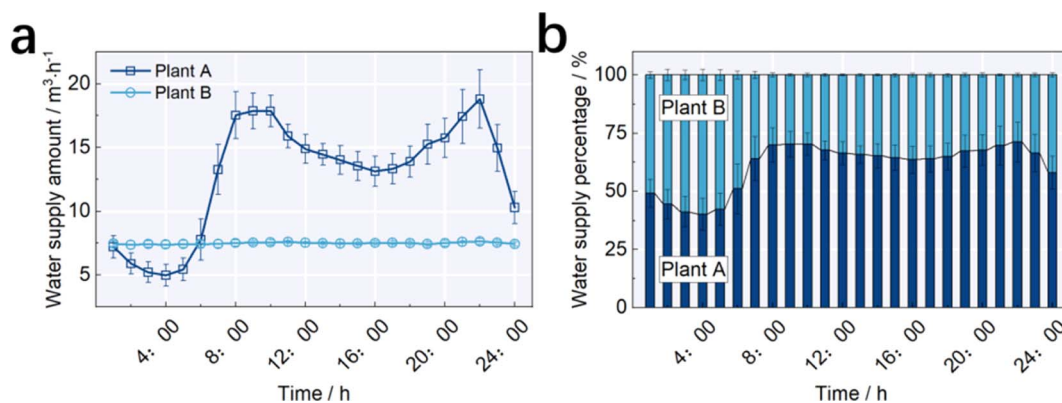 a
Water supply amount / m³·h⁻¹
20
15
10
5
Plant A
Plant B
4: 00
8: 00
12: 00
16: 00
20: 00
24: 00
Time / h
b
Water supply percentage / %
100
75
50
25
0
Plant B
Plant A
4: 00
8: 00
12: 00
16: 00
20: 00
24: 00
Time / h